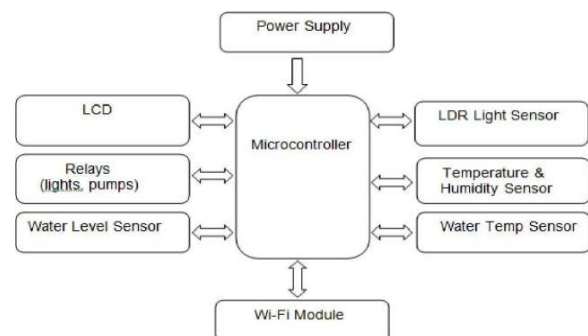 Power Supply
LCD
Microcontroller
LDR Light Sensor
Relays
(lights, pumps)
Temperature &
Humidity Sensor
Water Level Sensor
Water Temp Sensor
Wi-Fi Module